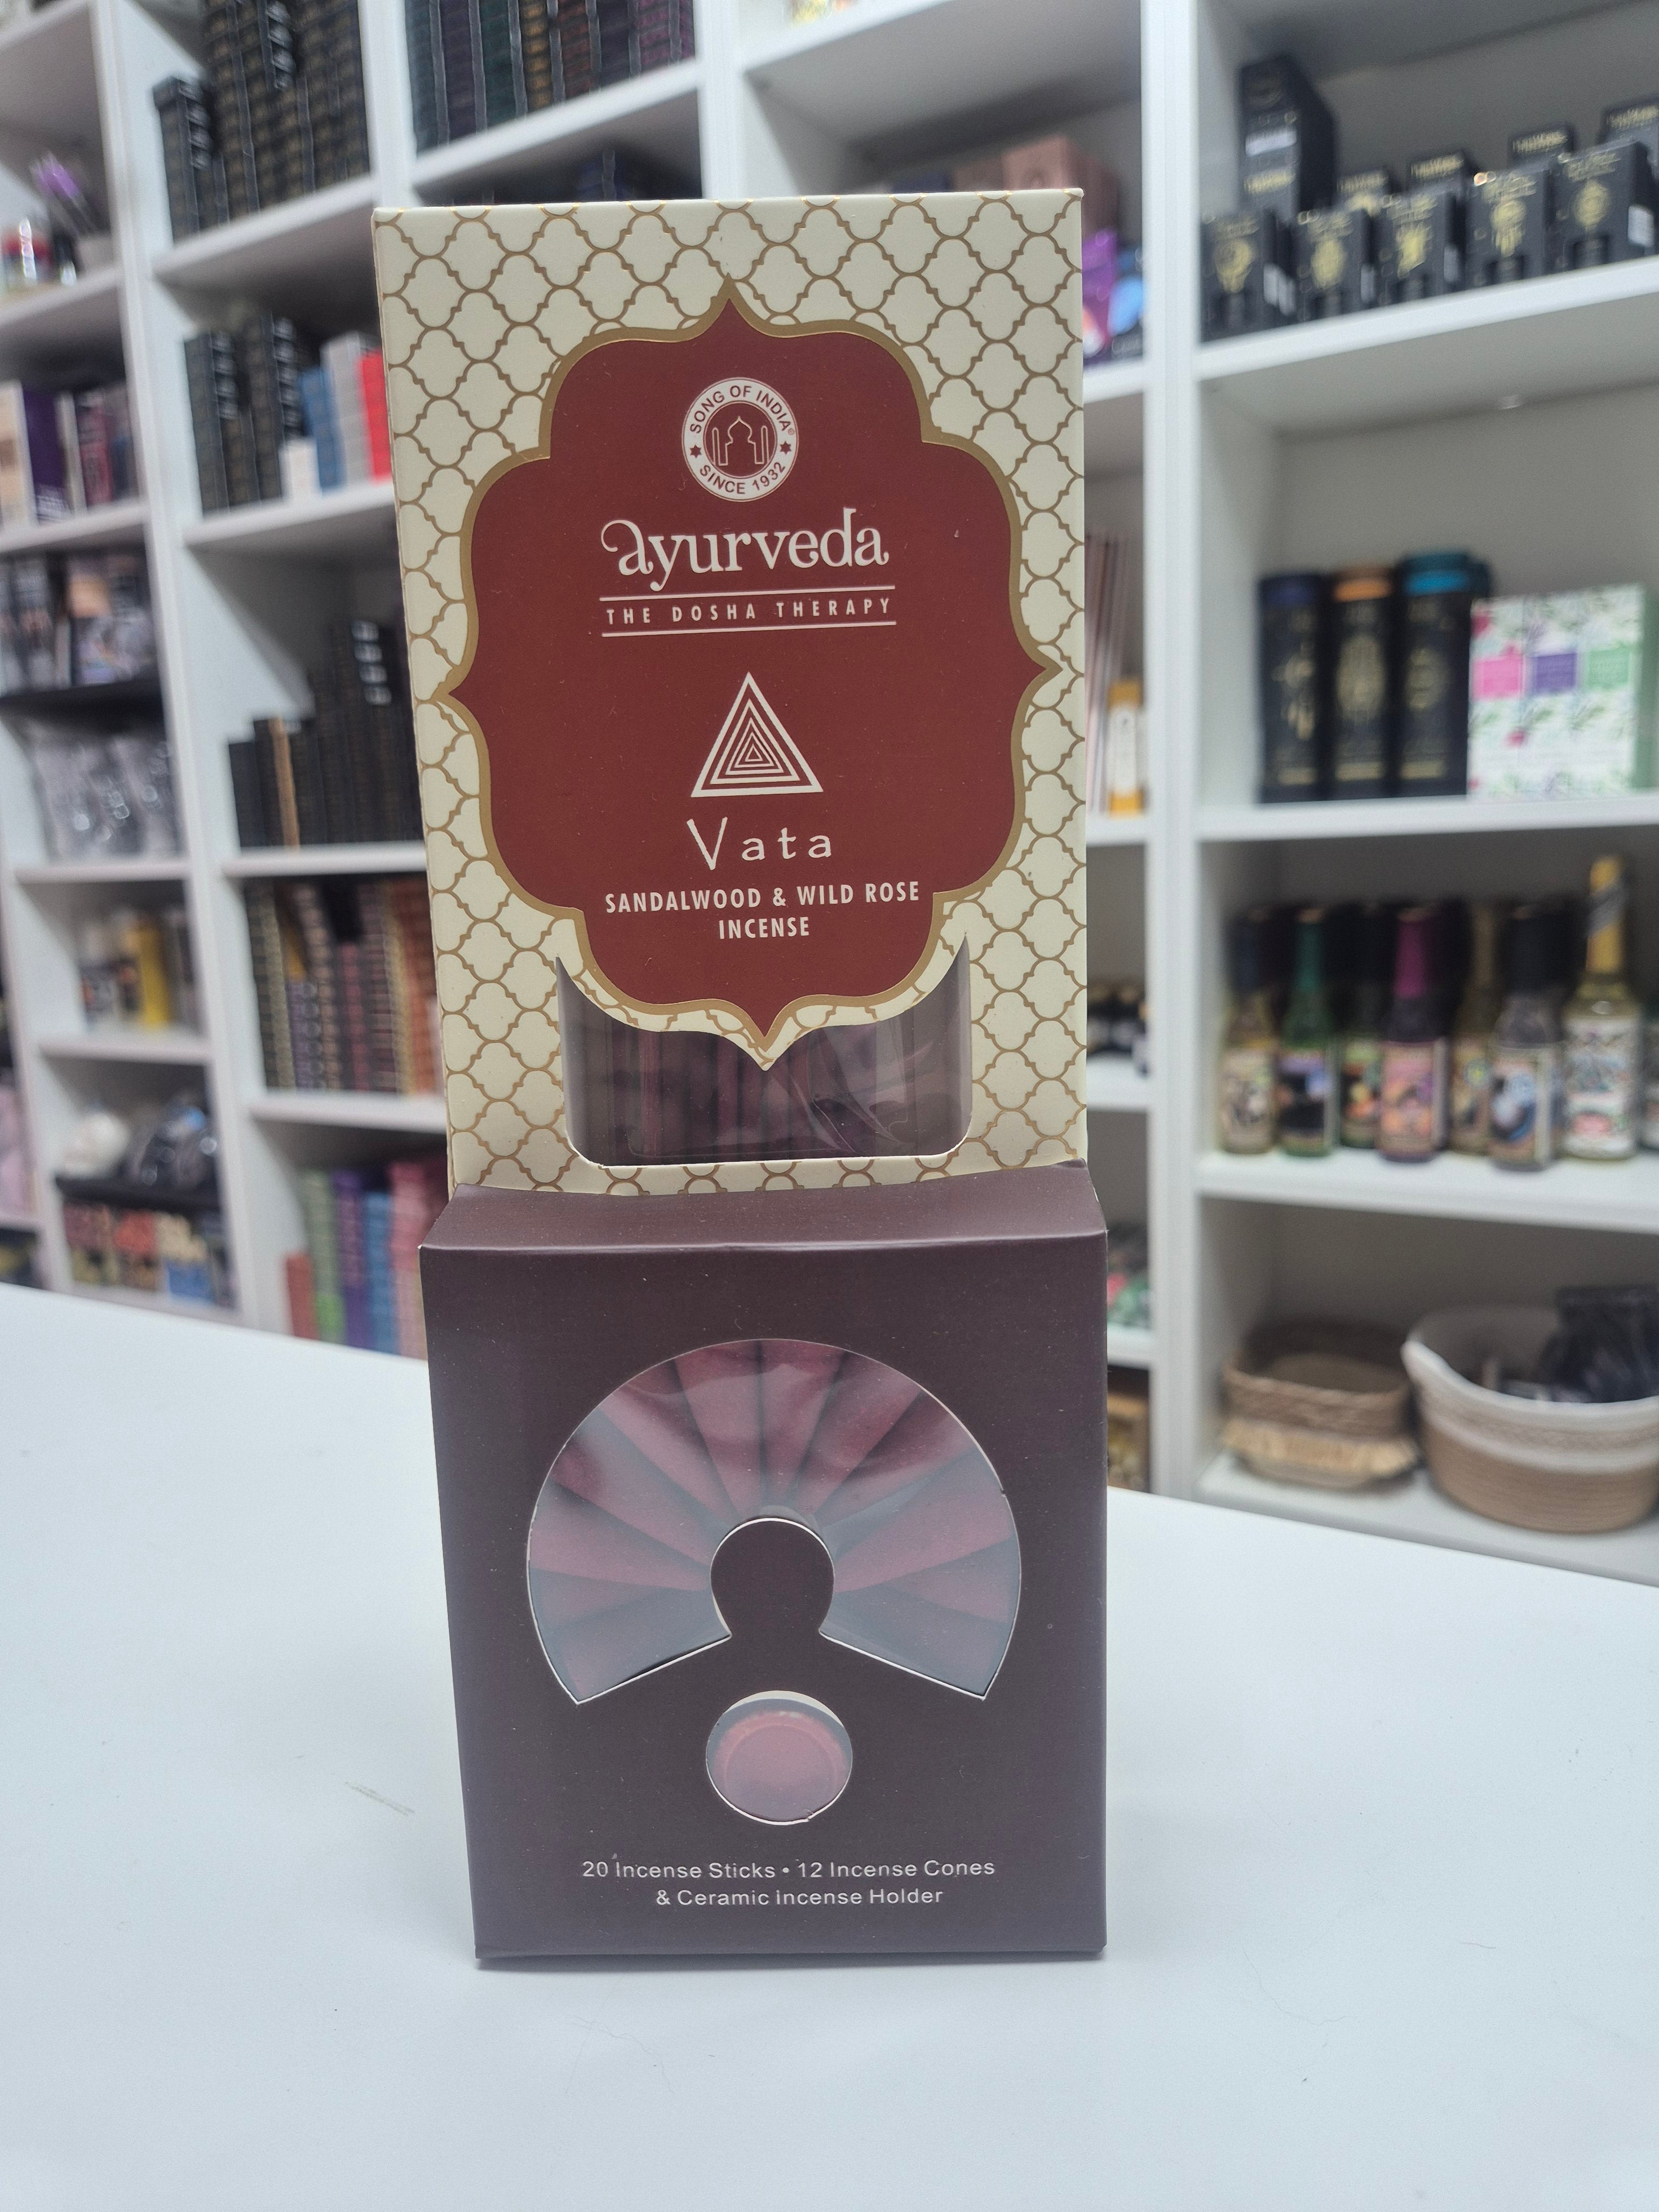 SONG OF INDIA®
SINCE 1932
ayurveda
THE DOSHA THERAPY
Vata
SANDALWOOD & WILD ROSE
INCENSE
20 Incense Sticks • 12 Incense Cones
& Ceramic Incense Holder